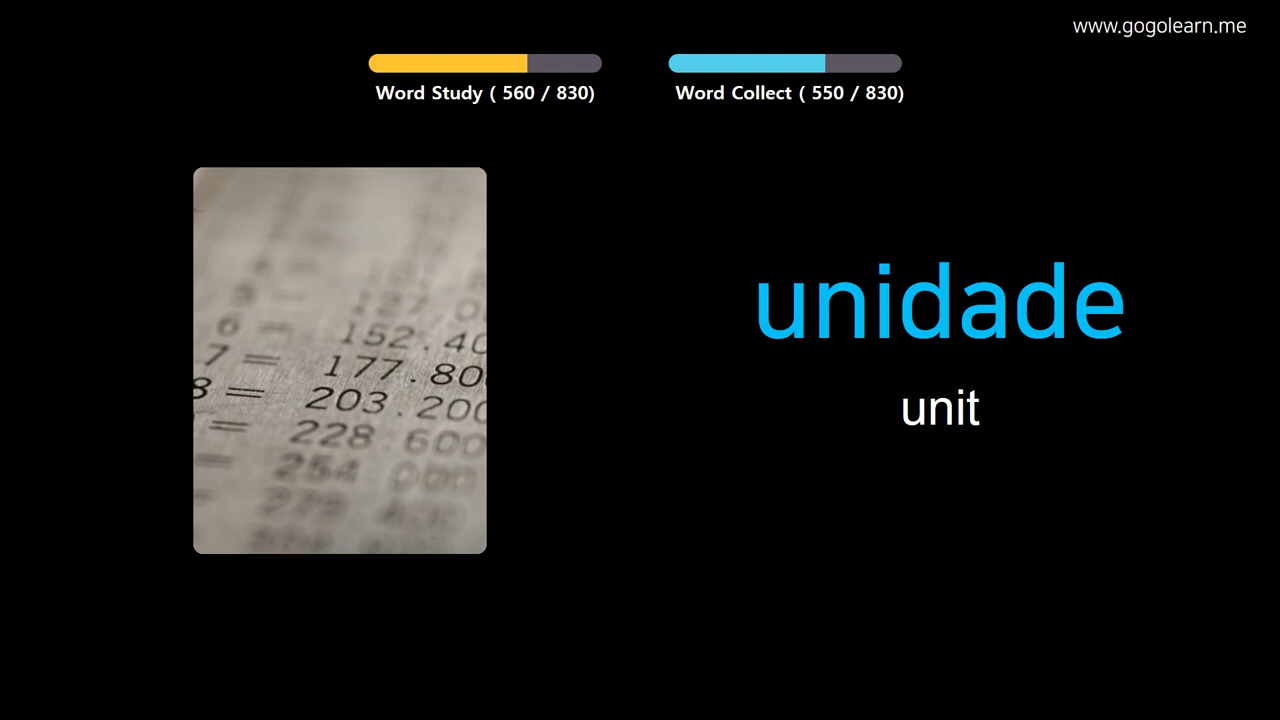 www.gogolearn.me
Word Study ( 560 / 830)
Word Collect ( 550 / 830)
6 = 152.40
7 = 177.80
8 = 203.200
= 228.600
254 000
unidade
unit